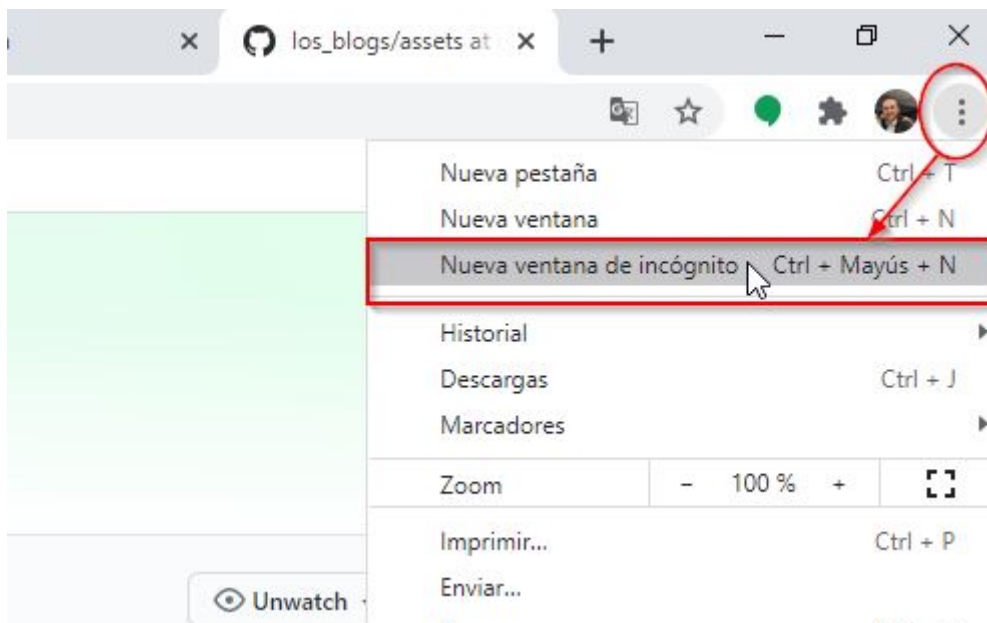 los_blogs/assets at
Nueva pestaña Ctrl + T
Nueva ventana Ctrl + N
Nueva ventana de incógnito Ctrl + Mayús + N
Historial
Descargas Ctrl + J
Marcadores
Zoom - 100 % +
Imprimir... Ctrl + P
Enviar...
Unwatch